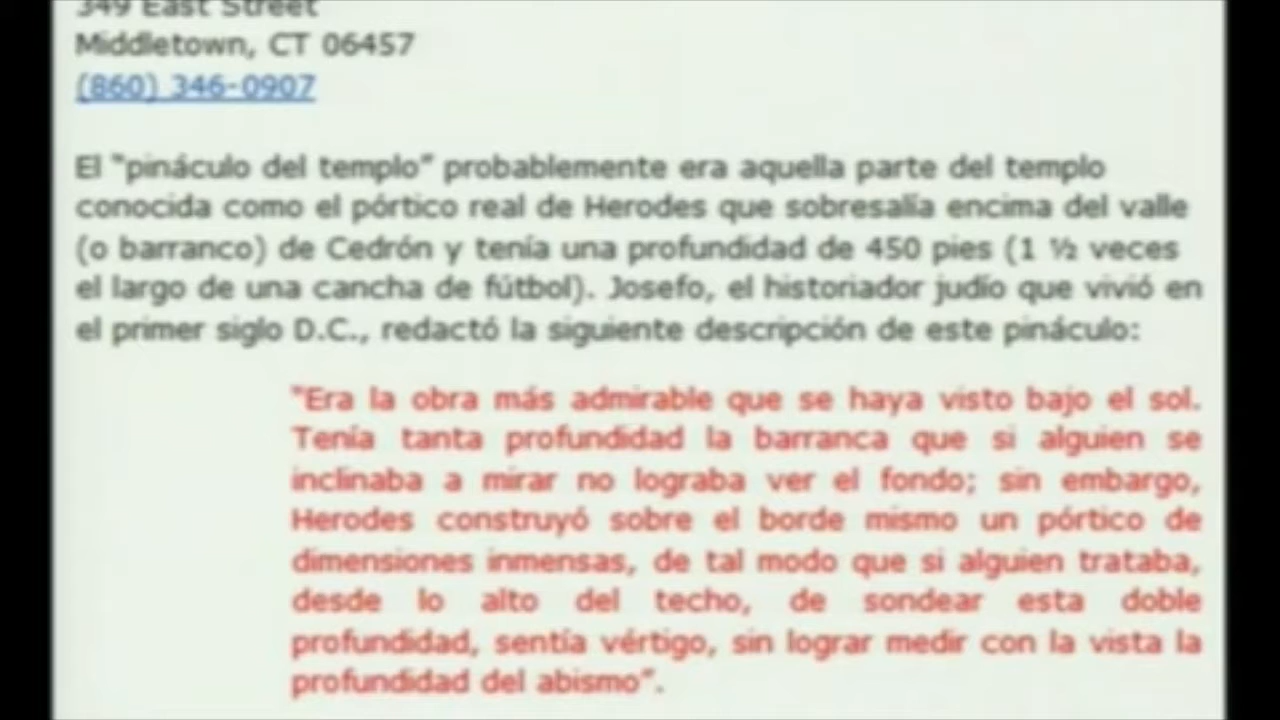 349 East Street
Middletown, CT 06457
(860) 346-0907
El "pináculo del templo" probablemente era aquella parte del templo
conocida como el pórtico real de Herodes que sobresalía encima del valle
(o barranco) de Cedrón y tenía una profundidad de 450 pies (1 ½ veces
el largo de una cancha de fútbol). Josefo, el historiador judío que vivió en
el primer siglo D.C., redactó la siguiente descripción de este pináculo:
"Era la obra más admirable que se haya visto bajo el sol.
Tenía tanta profundidad la barranca que si alguien se
inclinaba a mirar no lograba ver el fondo; sin embargo,
Herodes construyó sobre el borde mismo un pórtico de
dimensiones inmensas, de tal modo que si alguien trataba,
desde lo alto del techo, de sondear esta doble
profundidad, sentía vértigo, sin lograr medir con la vista la
profundidad del abismo".